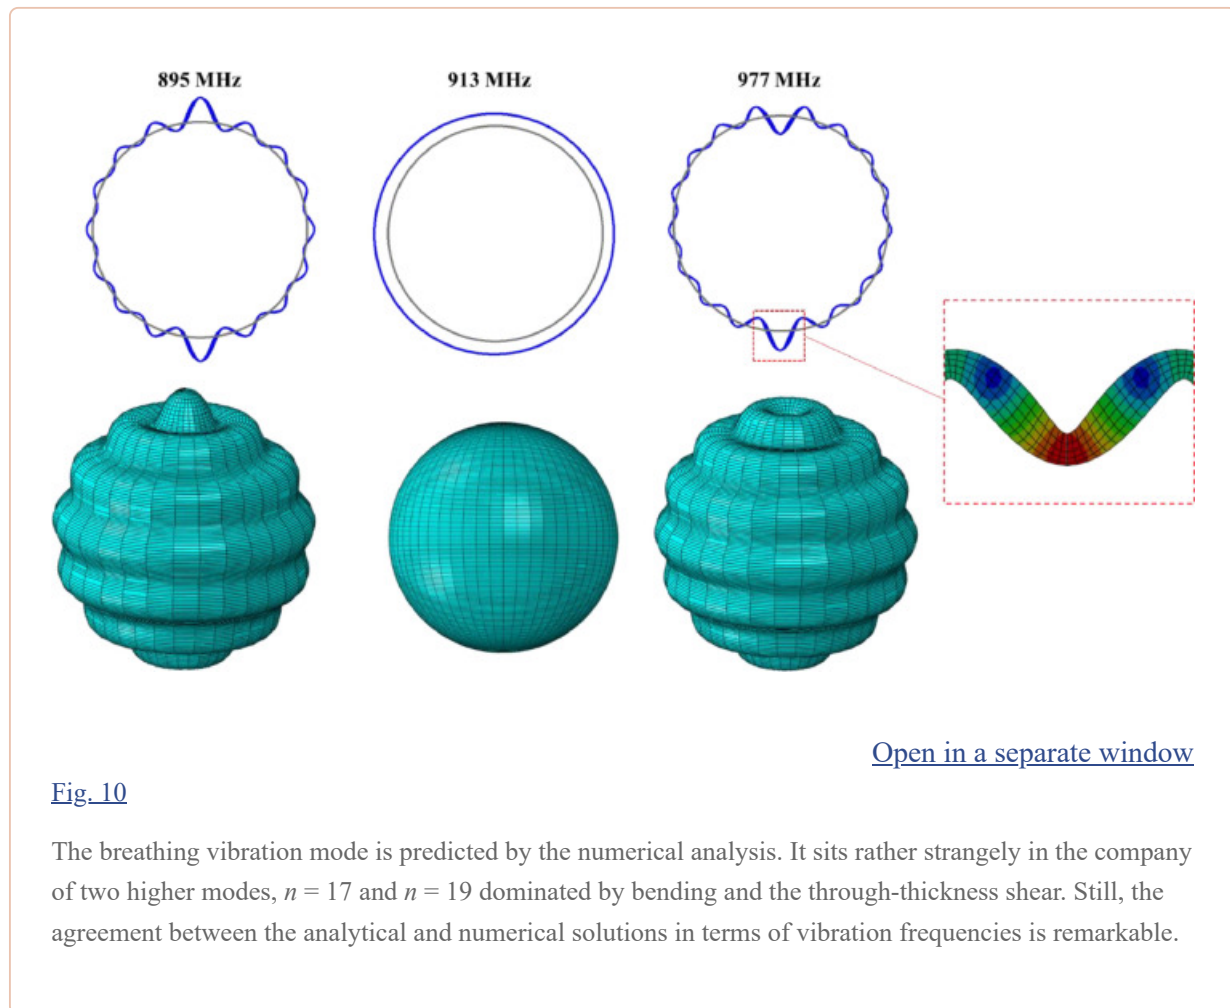 895 MHz 913 MHz 977 MHz
Open in a separate window
Fig. 10
The breathing vibration mode is predicted by the numerical analysis. It sits rather strangely in the company
of two higher modes, n = 17 and n = 19 dominated by bending and the through-thickness shear. Still, the
agreement between the analytical and numerical solutions in terms of vibration frequencies is remarkable.